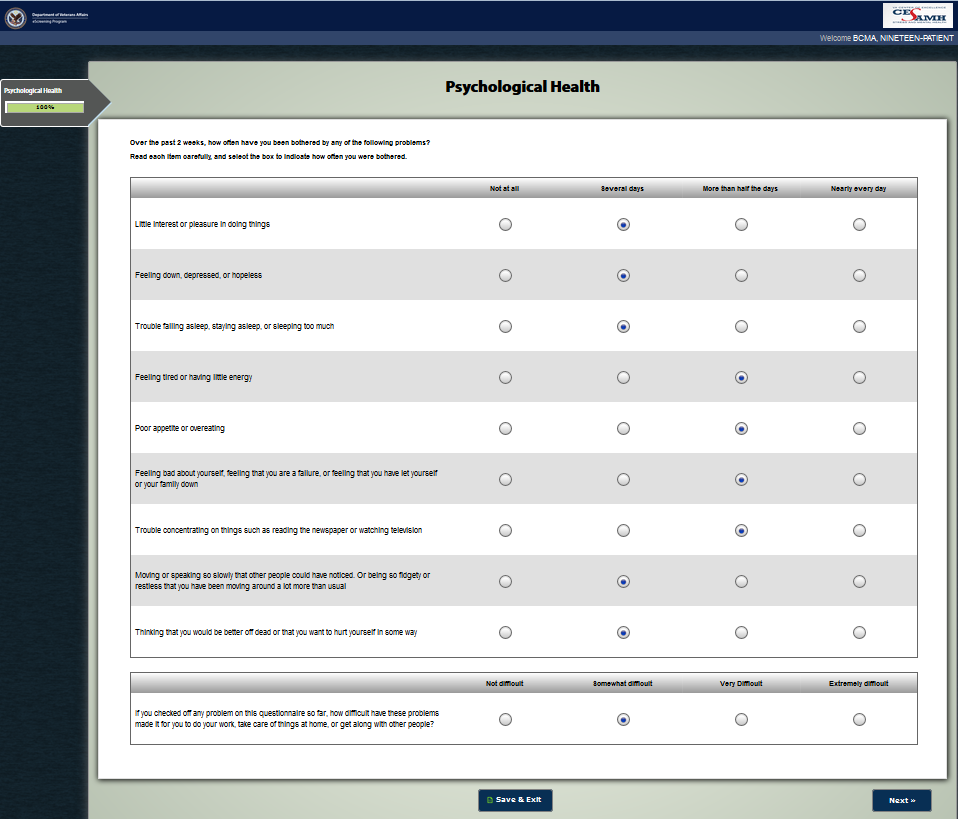 Department of Veterans Affairs
eScreening Program
CESAMH
Welcome BCMA, NINETEEN-PATIENT
Psychological Health
100%
Psychological Health
Over the past 2 weeks, how often have you been bothered by any of the following problems?
Read each item carefully, and select the box to indicate how often you were bothered.
Not at all Several days More than half the days Nearly every day
Little interest or pleasure in doing things
Feeling down, depressed, or hopeless
Trouble falling asleep, staying asleep, or sleeping too much
Feeling tired or having little energy
Poor appetite or overeating
Feeling bad about yourself, feeling that you are a failure, or feeling that you have let yourself
or your family down
Trouble concentrating on things such as reading the newspaper or watching television
Moving or speaking so slowly that other people could have noticed. Or being so fidgety or
restless that you have been moving around a lot more than usual
Thinking that you would be better off dead or that you want to hurt yourself in some way
Not difficult Somewhat difficult Very Difficult Extremely difficult
If you checked off any problem on this questionnaire so far, how difficult have these problems
made it for you to do your work, take care of things at home, or get along with other people?
Save & Exit
Next »